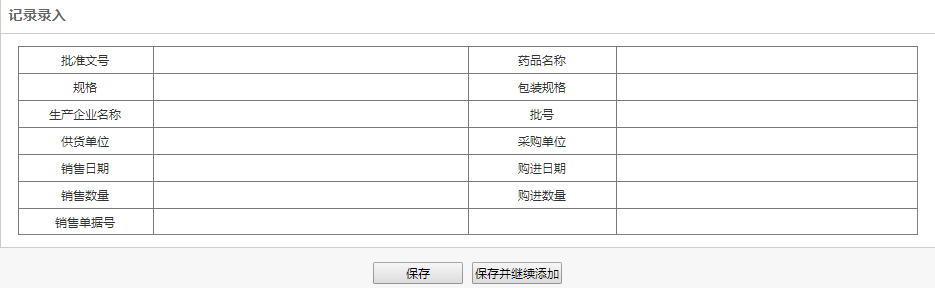 记录录入
批准文号 药品名称
规格 包装规格
生产企业名称 批号
供货单位 采购单位
销售日期 购进日期
销售数量 购进数量
销售单据号
保存 保存并继续添加